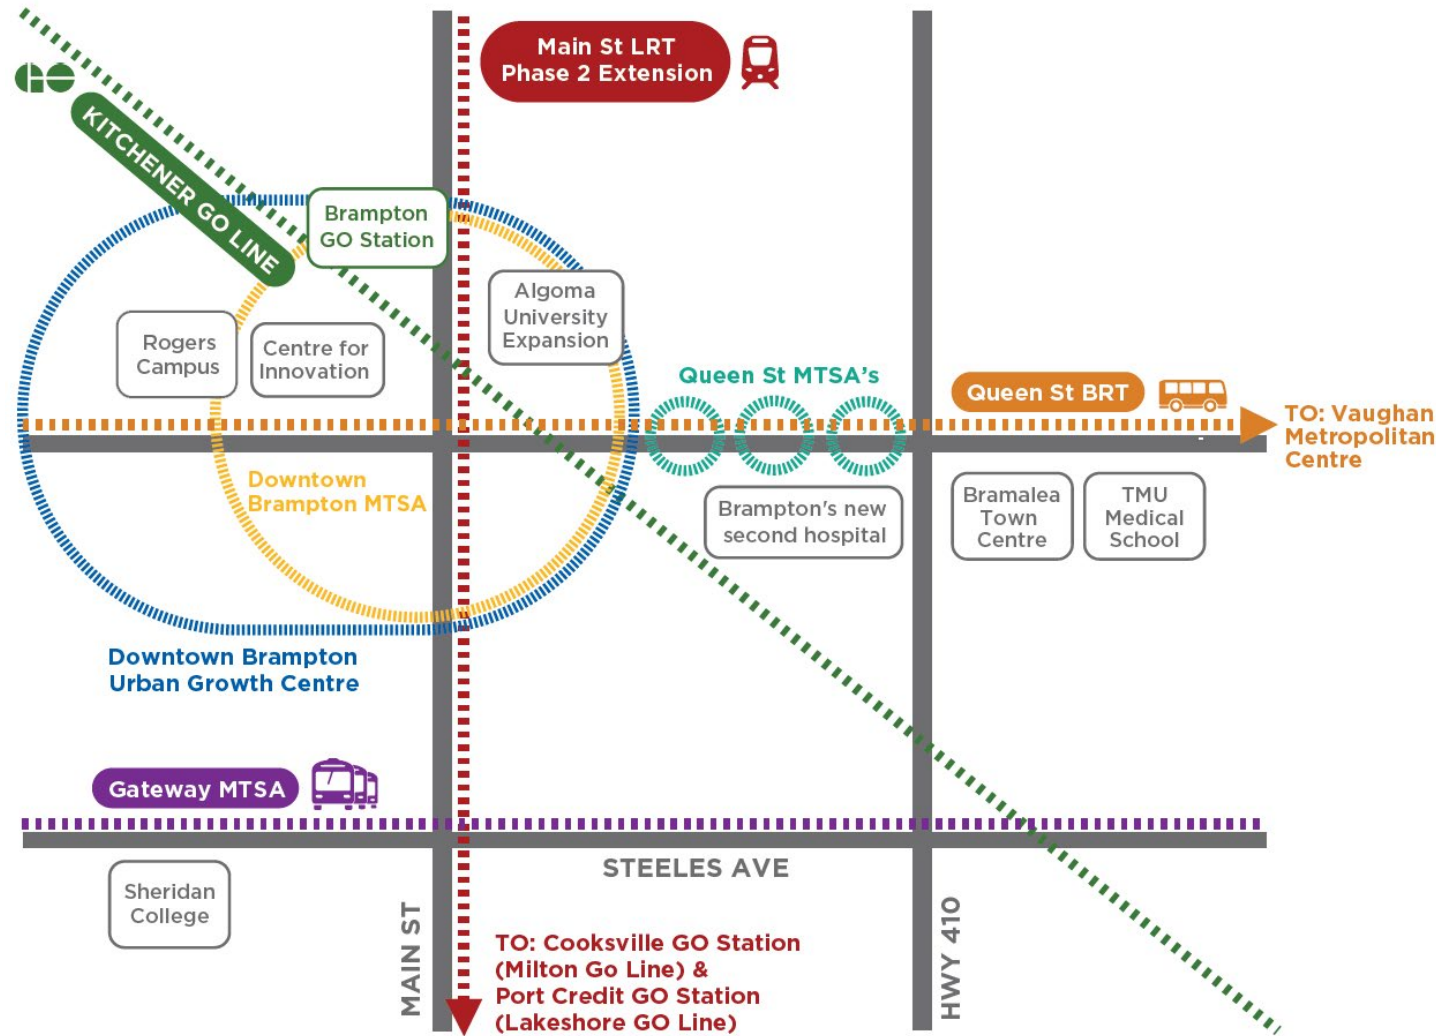 Main St LRT
Phase 2 Extension
GO
KITCHENER GO LINE
Brampton
GO Station
Algoma
University
Expansion
Rogers
Campus
Centre for
Innovation
Queen St MTSA's
Queen St BRT
TO: Vaughan
Metropolitan
Centre
Downtown
Brampton MTSA
Brampton's new
second hospital
Bramalea
Town
Centre
TMU
Medical
School
Downtown Brampton
Urban Growth Centre
Gateway MTSA
STEELES AVE
Sheridan
College
MAIN ST
HWY 410
TO: Cooksville GO Station
(Milton Go Line) &
Port Credit GO Station
(Lakeshore GO Line)